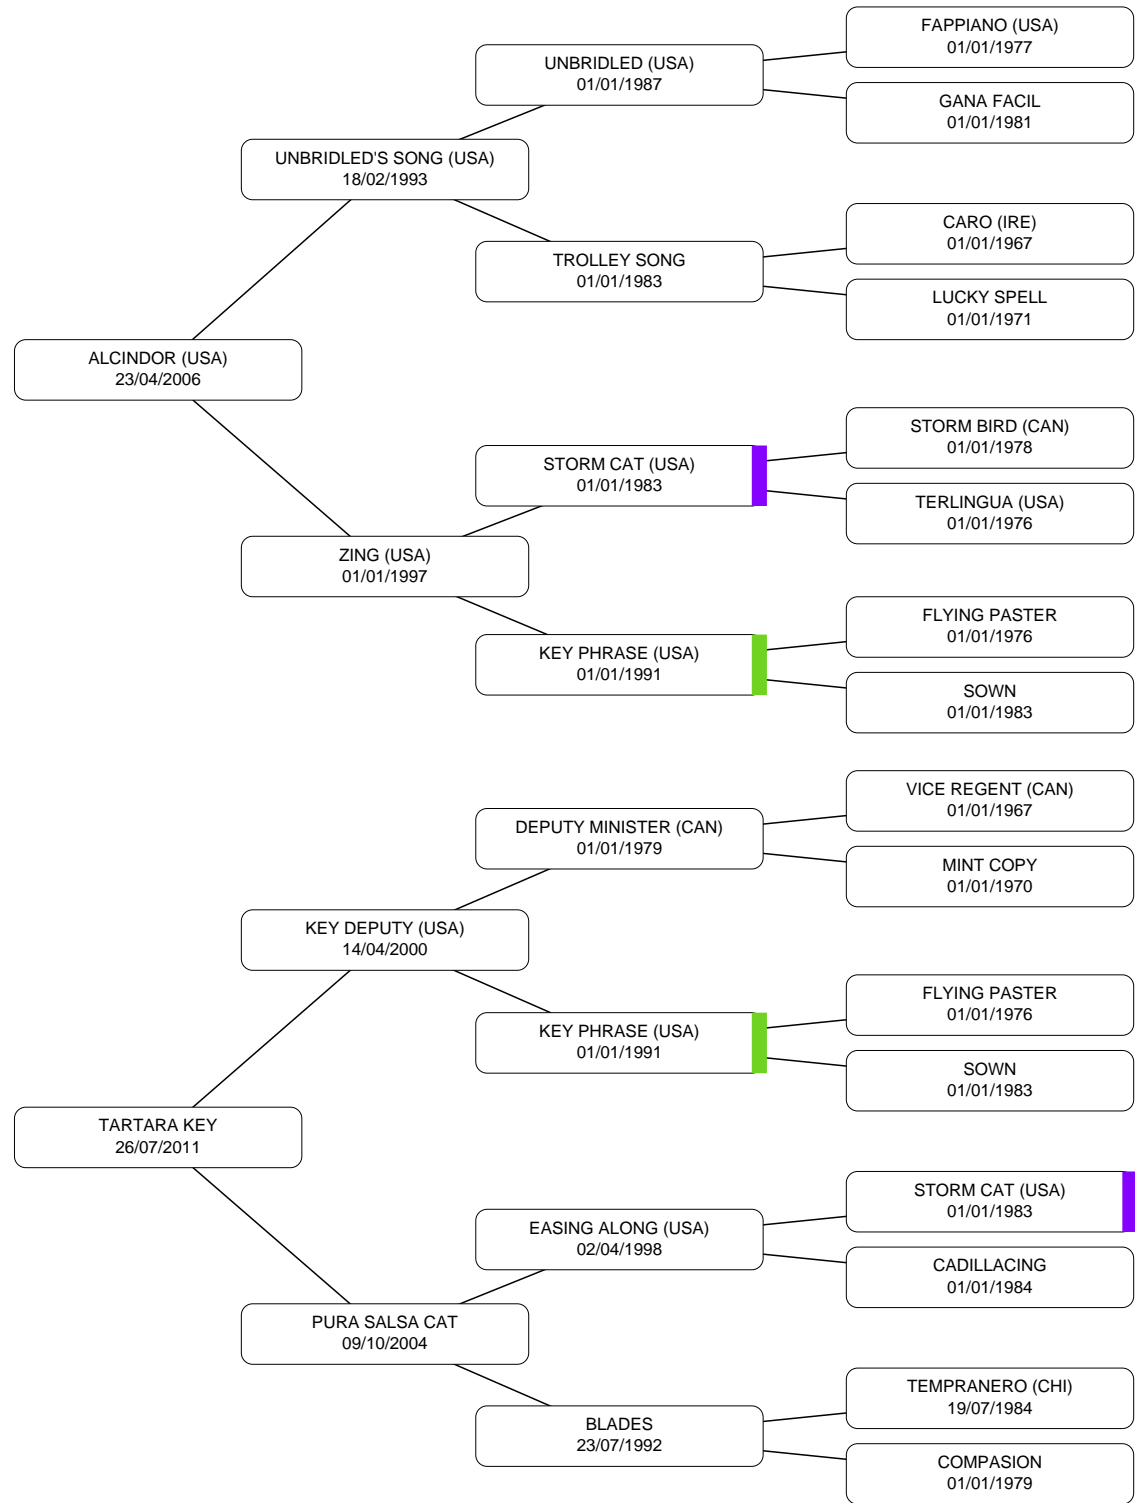 FAPPIANO (USA)
01/01/1977
UNBRIDLED (USA)
01/01/1987
GANA FACIL
01/01/1981
UNBRIDLED'S SONG (USA)
18/02/1993
CARO (IRE)
01/01/1967
TROLLEY SONG
01/01/1983
LUCKY SPELL
01/01/1971
ALCINDOR (USA)
23/04/2006
STORM BIRD (CAN)
01/01/1978
STORM CAT (USA)
01/01/1983
TERLINGUA (USA)
01/01/1976
ZING (USA)
01/01/1997
FLYING PASTER
01/01/1976
KEY PHRASE (USA)
01/01/1991
SOWN
01/01/1983
VICE REGENT (CAN)
01/01/1967
DEPUTY MINISTER (CAN)
01/01/1979
MINT COPY
01/01/1970
KEY DEPUTY (USA)
14/04/2000
FLYING PASTER
01/01/1976
KEY PHRASE (USA)
01/01/1991
SOWN
01/01/1983
TARTARA KEY
26/07/2011
STORM CAT (USA)
01/01/1983
EASING ALONG (USA)
02/04/1998
CADILLACING
01/01/1984
PURA SALSA CAT
09/10/2004
TEMPRANERO (CHI)
19/07/1984
BLADES
23/07/1992
COMPASION
01/01/1979